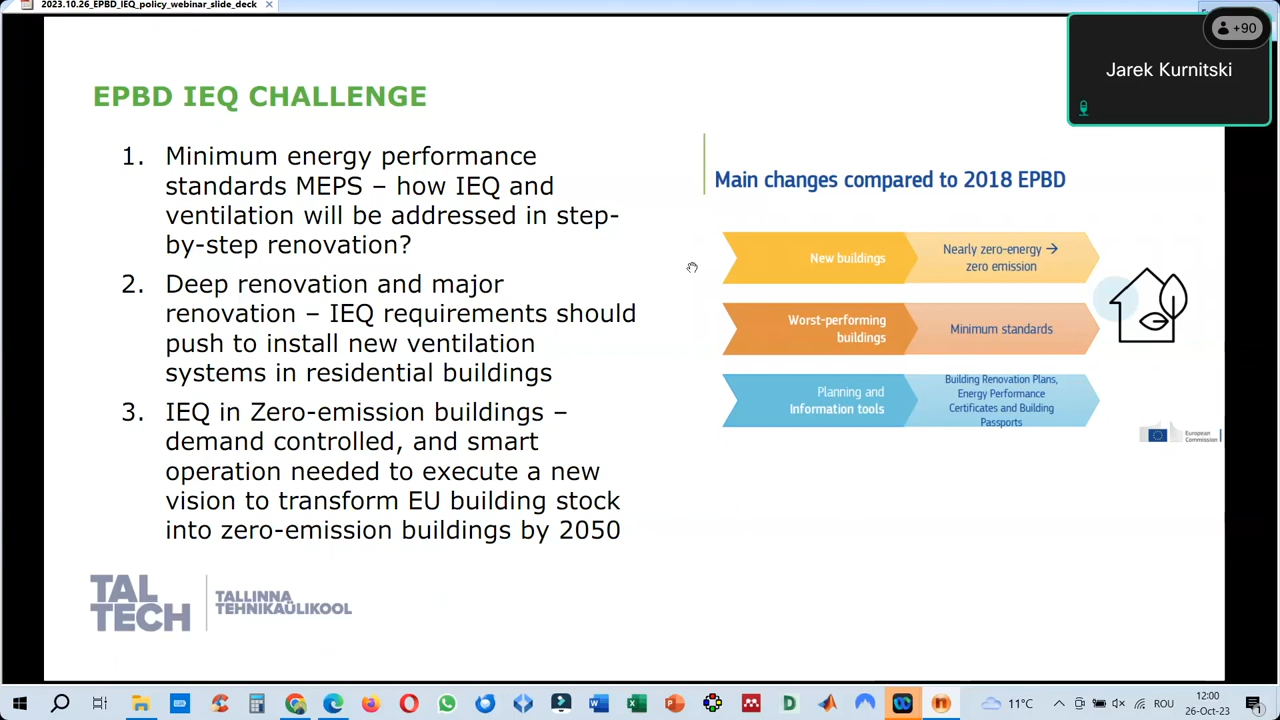 2023.10.26_EPBD_IEQ_policy_webinar_slide_deck
+90
Jarek Kurnitski
EPBD IEQ CHALLENGE
1. Minimum energy performance
standards MEPS – how IEQ and
ventilation will be addressed in step-
by-step renovation?
2. Deep renovation and major
renovation – IEQ requirements should
push to install new ventilation
systems in residential buildings
3. IEQ in Zero-emission buildings –
demand controlled, and smart
operation needed to execute a new
vision to transform EU building stock
into zero-emission buildings by 2050
Main changes compared to 2018 EPBD
New buildings
Nearly zero-energy →
zero emission
Worst-performing
buildings
Minimum standards
Planning and
Information tools
Building Renovation Plans,
Energy Performance
Certificates and Building
Passports
European
Commission
TAL
TECH
TALLINNA
TEHNIKAÜLIKOOL
11°C
ROU
12:00
26-Oct-23